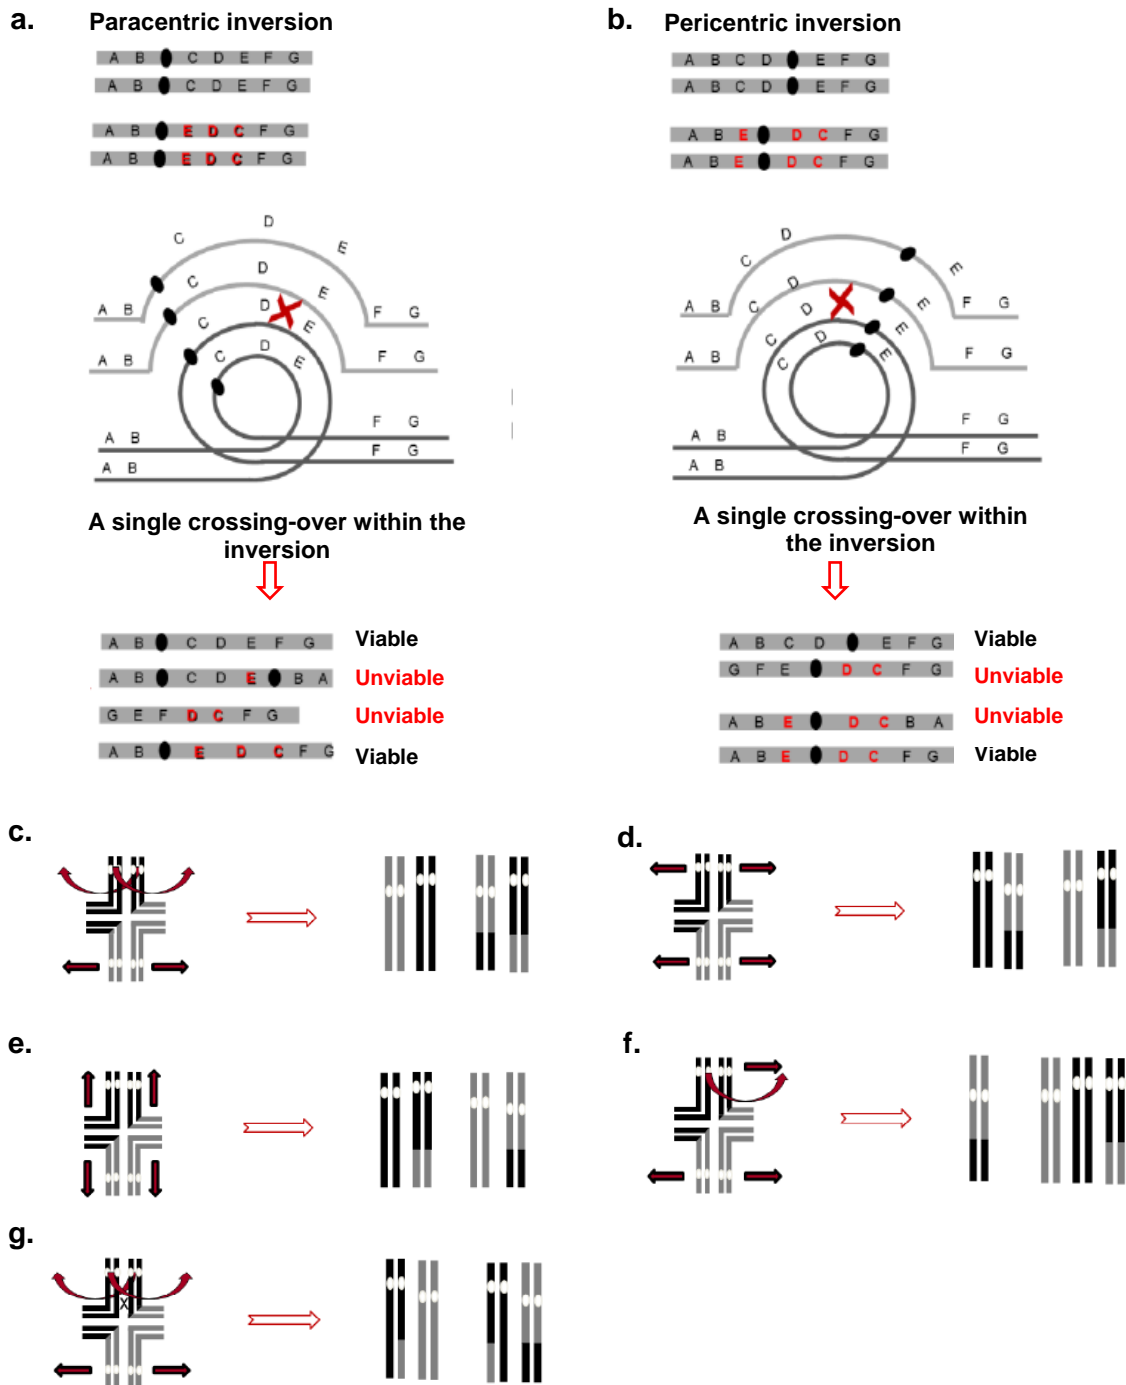 a. Paracentric inversion
A B C D E F G
A B C D E F G
A B E D C F G
A B E D C F G
C D E
C D E
A B C D E F G
A B C D E F G
A B F G
A B F G
A single crossing-over within the
inversion
A B C D E F G Viable
A B C D E B A Unviable
G E F D C F G Unviable
A B E D C F G Viable
b. Pericentric inversion
A B C D E F G
A B C D E F G
A B E D C F G
A B E D C F G
C D E
A B C D E F G
A B C D E F G
C D E
A B F G
A B F G
A single crossing-over within
the inversion
A B C D E F G Viable
G F E D C F G Unviable
A B E D C B A Unviable
A B E D C F G Viable
c.
d.
e.
f.
g.
X